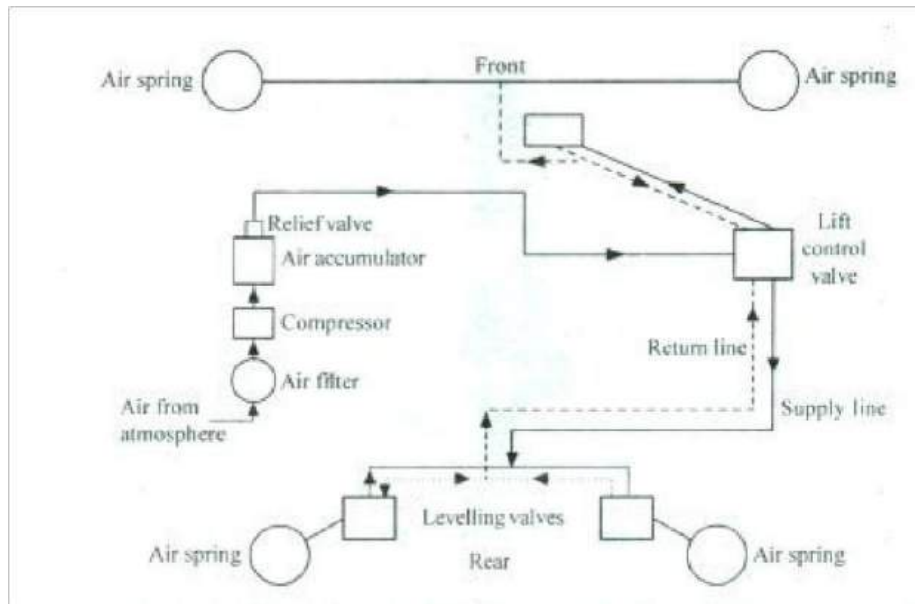 Front
Air spring
Air spring
Relief valve
Air accumulator
Lift
control
valve
Compressor
Return line
Air filter
Air from
atmosphere
Supply line
Levelling valves
Air spring
Rear
Air spring